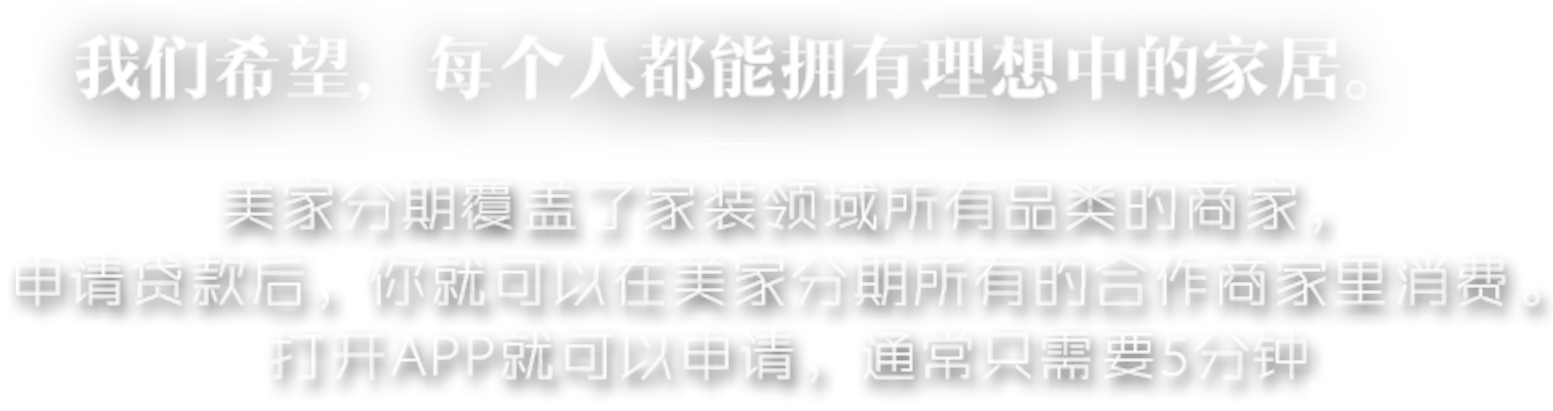 我们希望，每个人都能拥有理想中的家居。
美家分期覆盖了家装领域所有品类的商家，
申请贷款后，你就可以在美家分期所有的合作商家里消费。
打开APP就可以申请，通常只需要5分钟